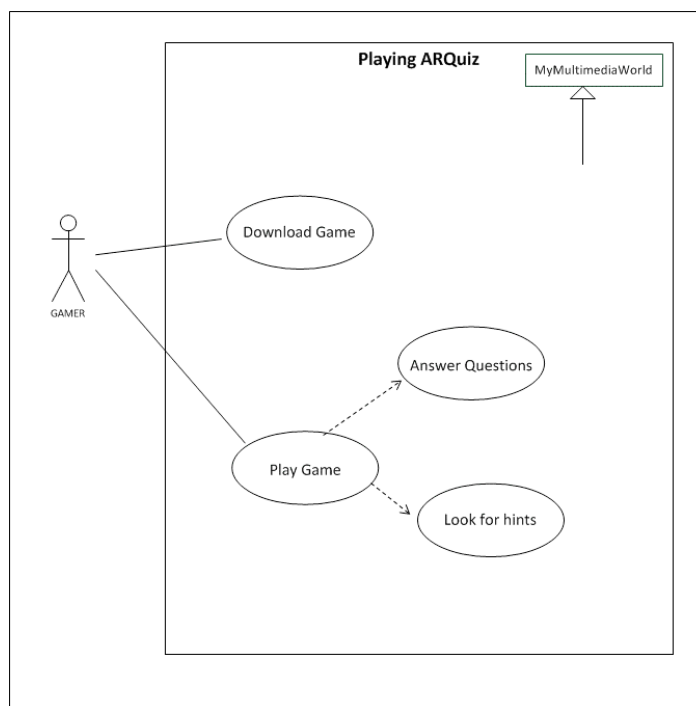 Playing ARQuiz
MyMultimediaWorld
Download Game
GAMER
Answer Questions
Play Game
Look for hints